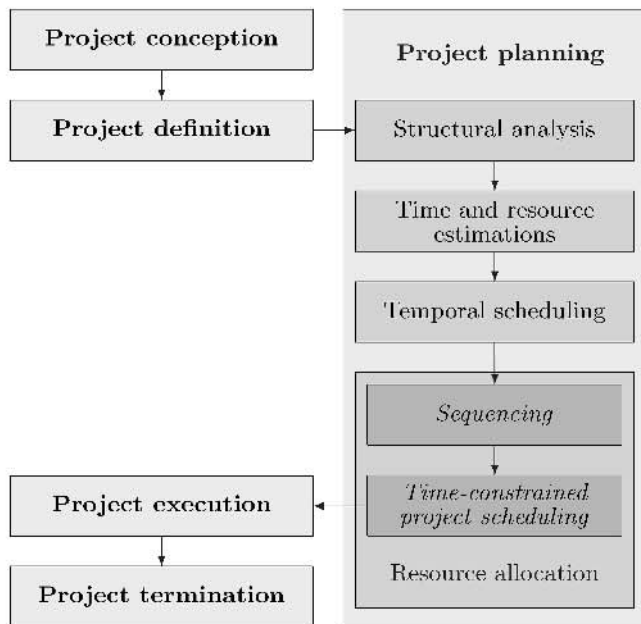 Project conception
Project planning
Project definition
Structural analysis
Time and resource
estimations
Temporal scheduling
Sequencing
Time-constrained
project scheduling
Resource allocation
Project execution
Project termination